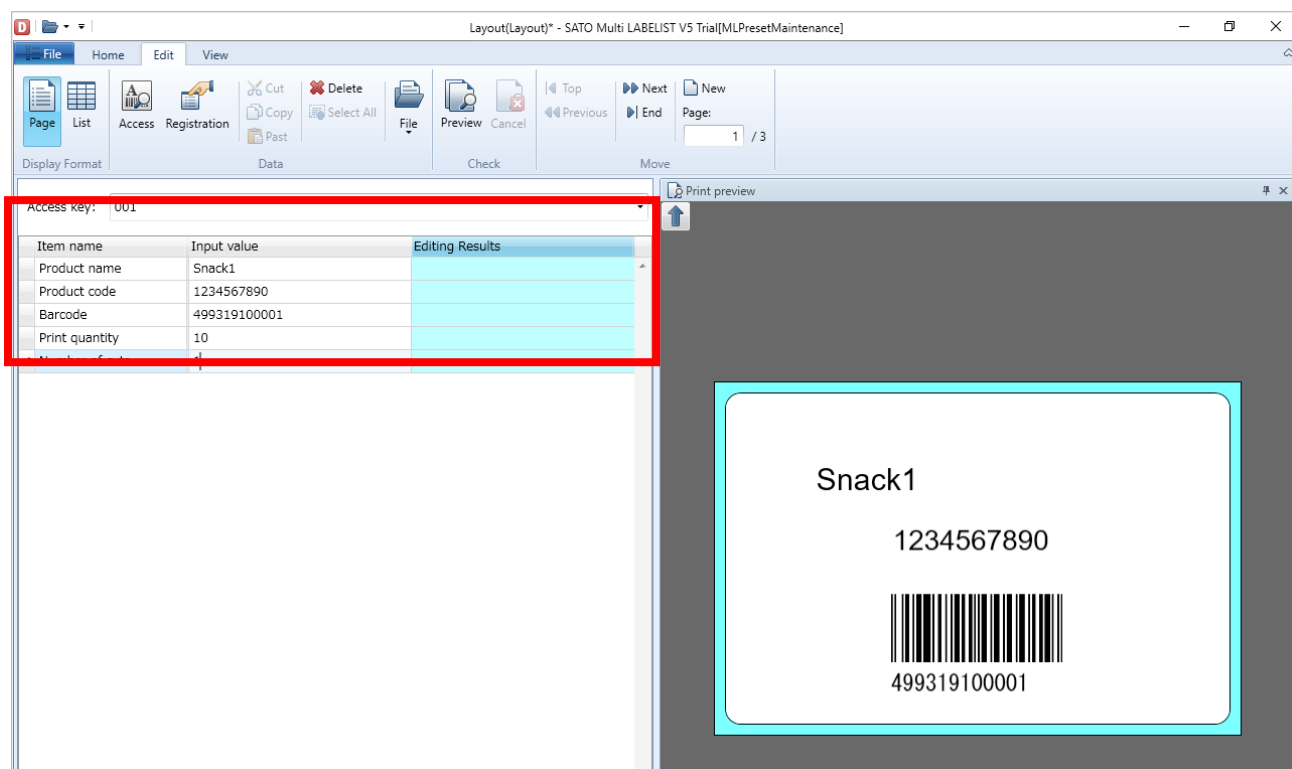 Layout(Layout)* - SATO Multi LABELIST V5 Trial[MLPresetMaintenance]
File Home Edit View
Page List Access Registration Cut Copy Past Delete Select All File Preview Cancel Top Previous Next End New Page: 1 / 3
Display Format Data Check Move
Print preview
Access key: 001
Item name Input value Editing Results
Product name Snack1
Product code 1234567890
Barcode 499319100001
Print quantity 10
Snack1
1234567890
499319100001